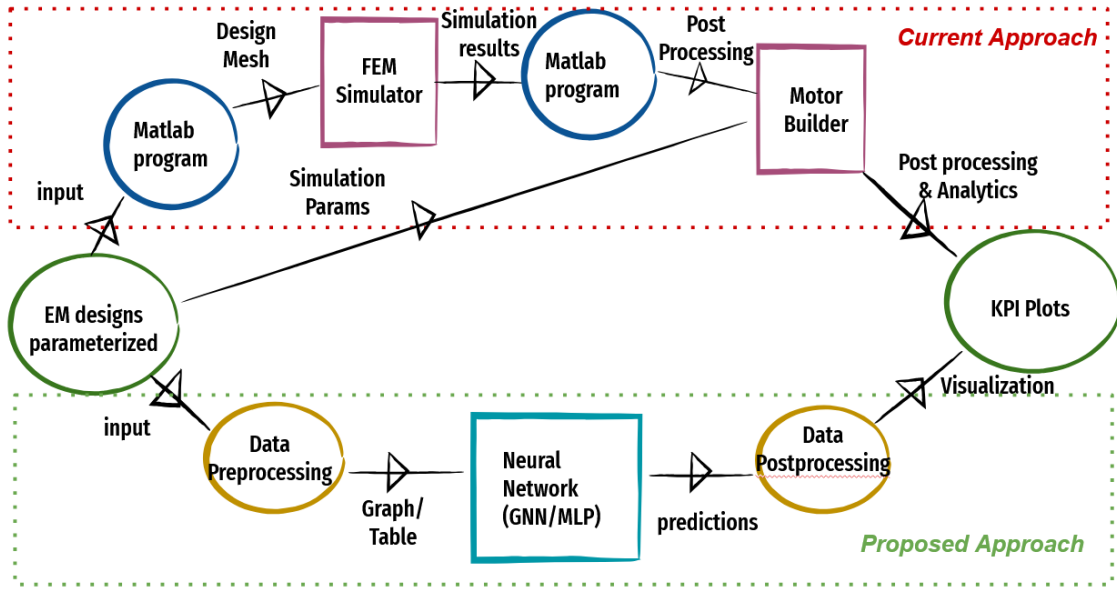 Current Approach
Design
Mesh
Simulation
results
Post
Processing
FEM
Simulator
Matlab
program
Motor
Builder
Matlab
program
input
Simulation
Params
Post processing
& Analytics
EM designs
parameterized
KPI Plots
Visualization
input
Data
Preprocessing
Graph/
Table
Neural
Network
(GNN/MLP)
predictions
Data
Postprocessing
Proposed Approach